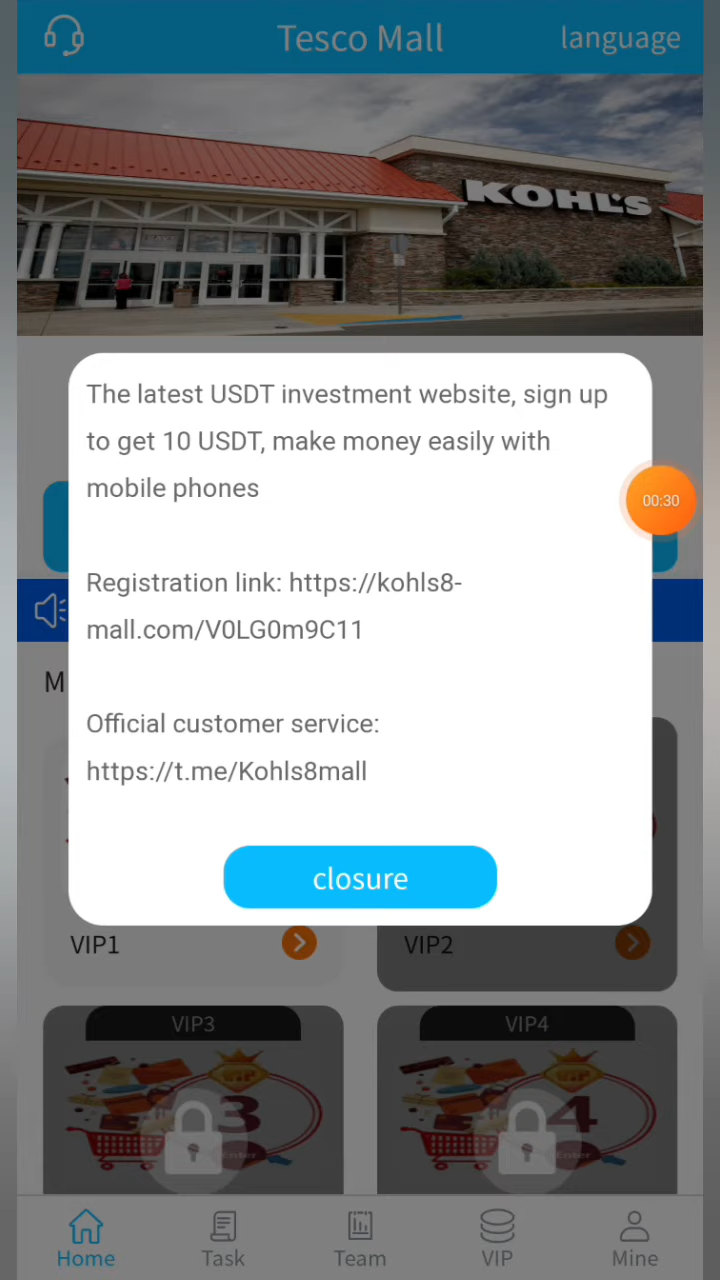 Tesco Mall
language
KOHL'S
The latest USDT investment website, sign up
to get 10 USDT, make money easily with
mobile phones
00:30
Registration link: https://kohls8-
mall.com/V0LG0m9C11
M
Official customer service:
https://t.me/Kohls8mall
closure
VIP1
VIP2
VIP3
VIP4
3
4
Home
Task
Team
VIP
Mine